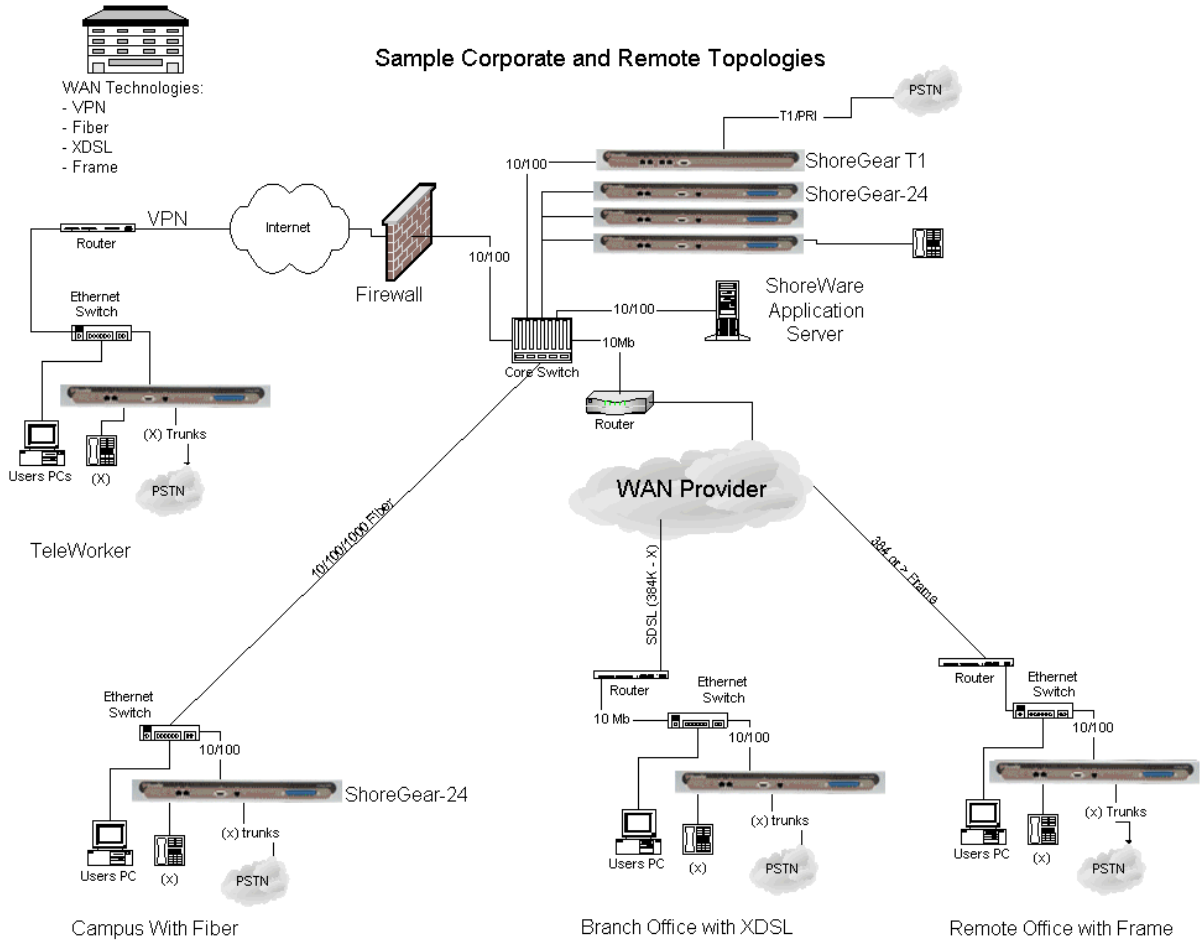 Sample Corporate and Remote Topologies
WAN Technologies:
- VPN
- Fiber
- XDSL
- Frame
PSTN
T1/PRI
10/100
ShoreGear T1
ShoreGear-24
VPN
Router
Internet
Firewall
10/100
ShoreWare
Application
Server
10/100
10Mb
Core Switch
Router
Ethernet
Switch
(X) Trunks
Users PCs
(X)
PSTN
TeleWorker
WAN Provider
10/100/1000 Fiber
SDSL (384K - X)
384 or > Frame
Ethernet
Switch
10/100
ShoreGear-24
(x) trunks
Users PC
(x)
PSTN
Campus With Fiber
Router
Ethernet
Switch
10 Mb
10/100
(x) trunks
Users PC
(x)
PSTN
Branch Office with XDSL
Router
Ethernet
Switch
10/100
(x) Trunks
Users PC
(x)
PSTN
Remote Office with Frame